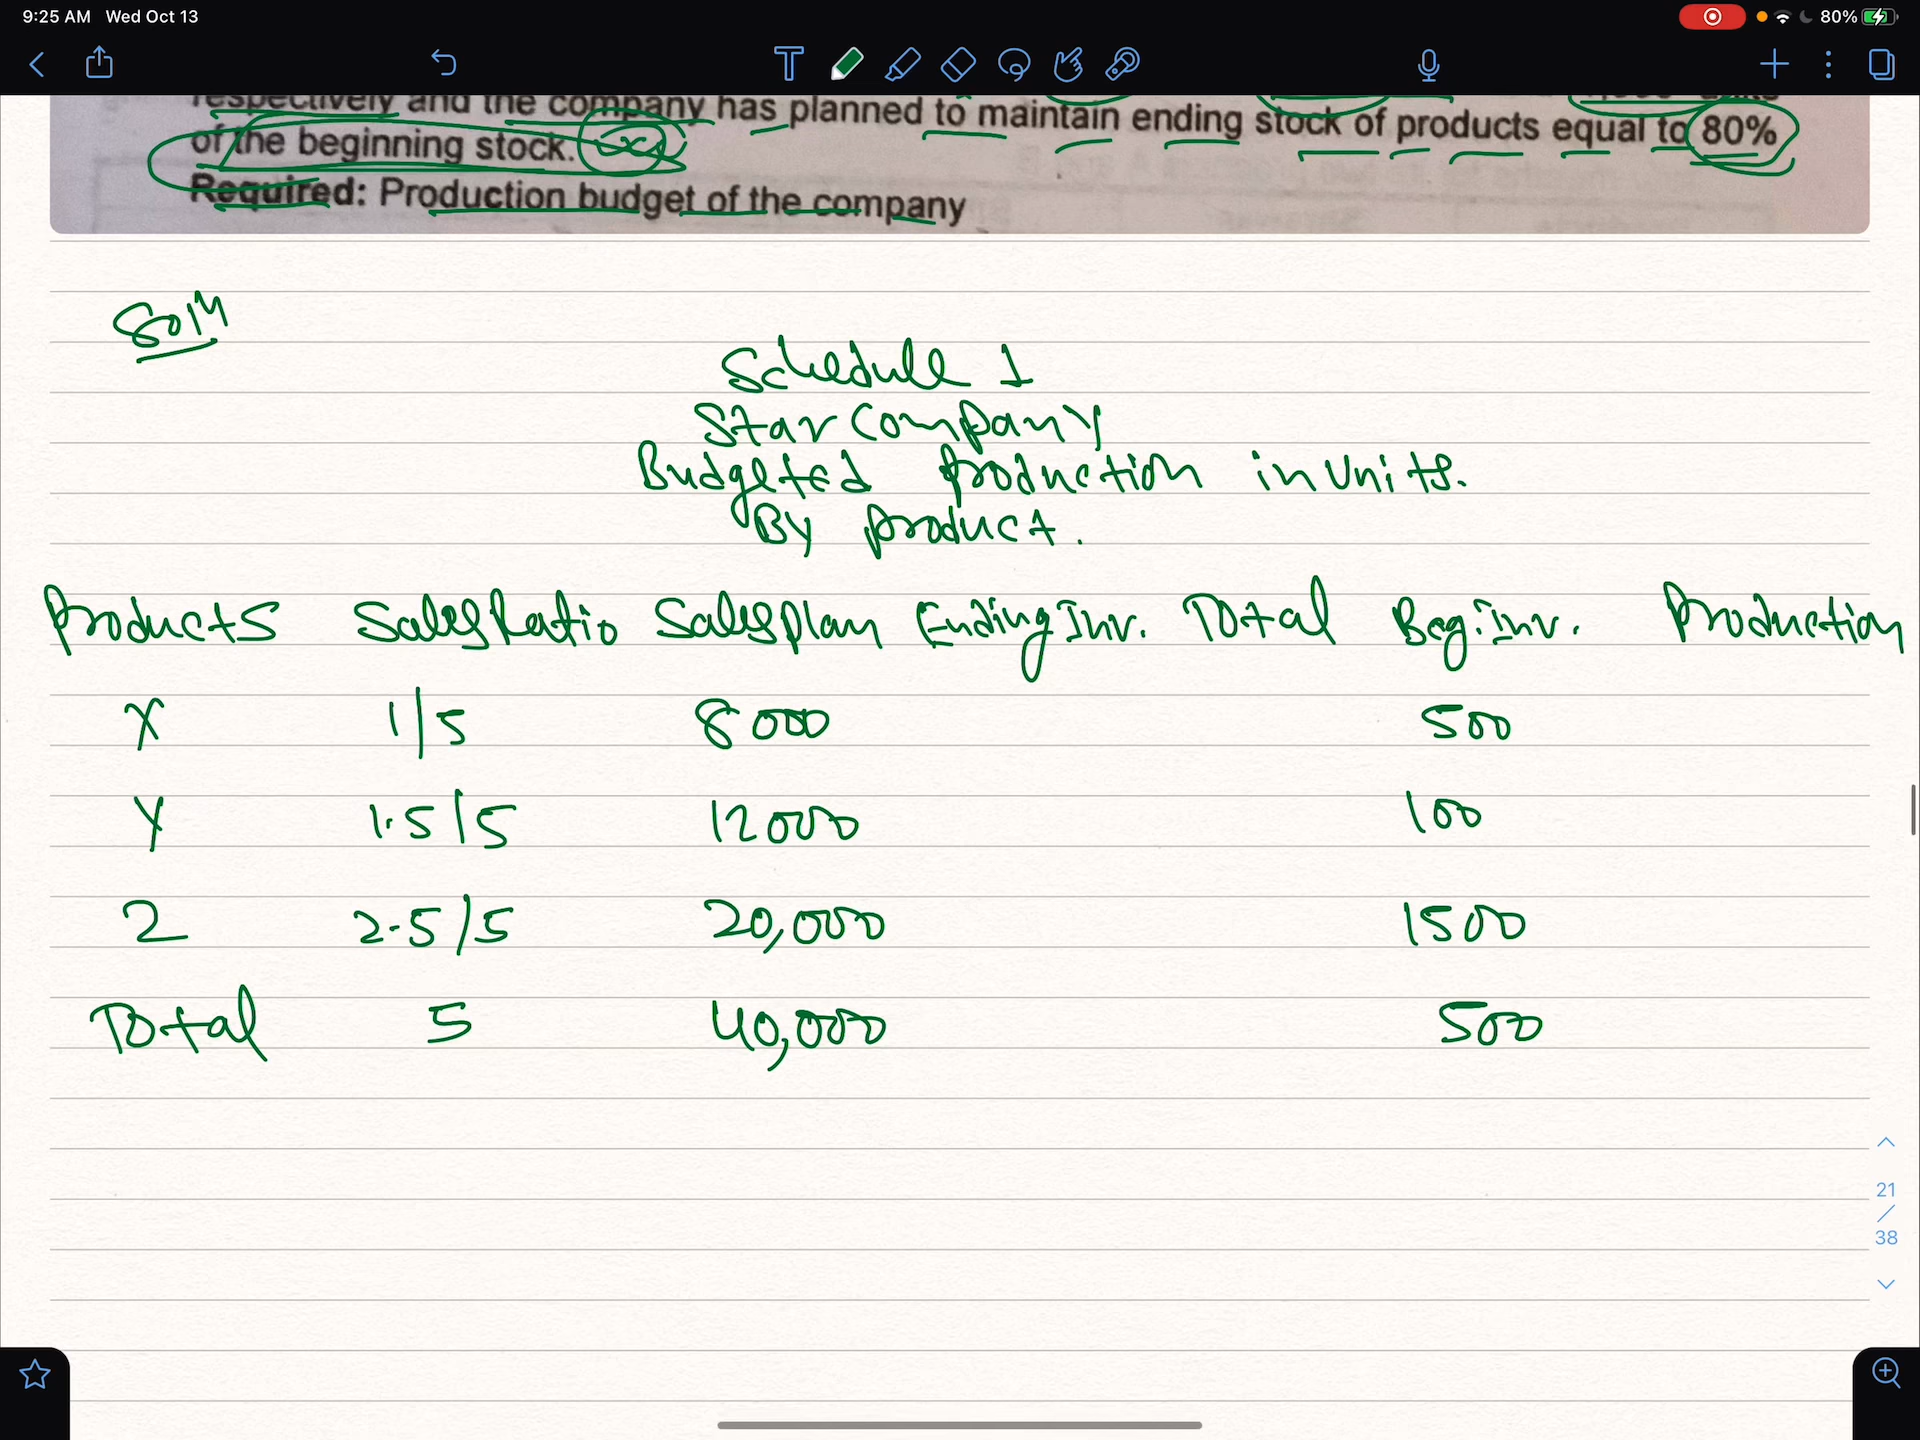 9:25 AM Wed Oct 13
80%
respectively and the company has planned to maintain ending stock of products equal to 80%
of the beginning stock.
Required: Production budget of the company
Soln
Schedule 1
Star Company
Budgeted Production in Units.
By Product.
Products Sales Ratio Sales plan Ending Inv. Total Beg. Inv. Production
X 1/5 8000 500
Y 1.5/5 12000 100
Z 2.5/5 20,000 1500
Total 5 40,000 500
21
/
38